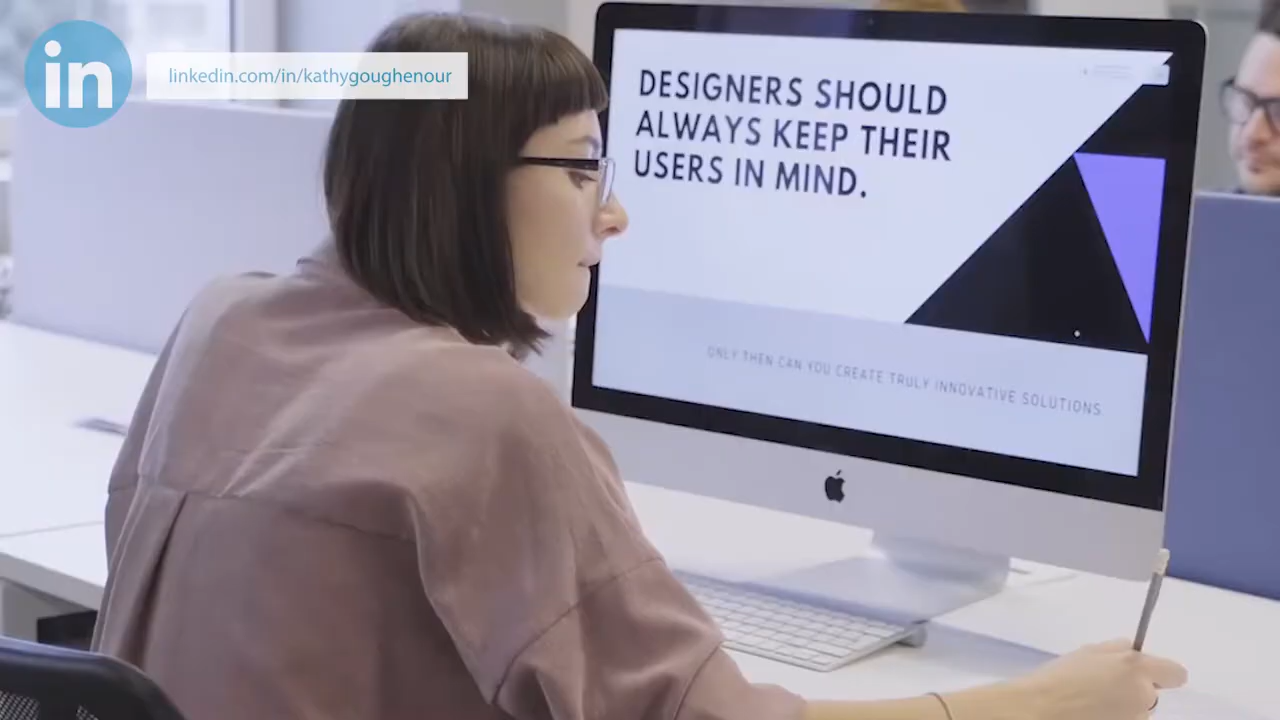 in
linkedin.com/in/kathygoughenour
DESIGNERS SHOULD
ALWAYS KEEP THEIR
USERS IN MIND.
ONLY THEN CAN YOU CREATE TRULY INNOVATIVE SOLUTIONS